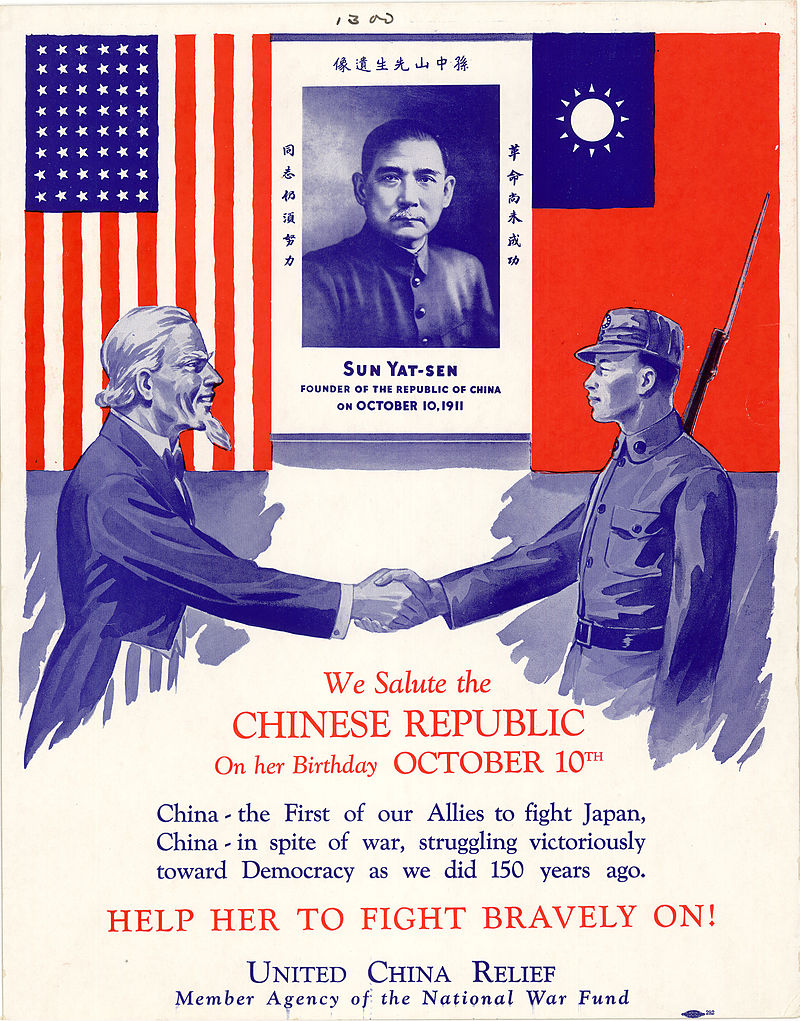 1300
像遺生先山中孫
同志仍須努力
革命尚未成功
SUN YAT-SEN
FOUNDER OF THE REPUBLIC OF CHINA
ON OCTOBER 10, 1911
We Salute the
CHINESE REPUBLIC
On her Birthday OCTOBER 10TH
China - the First of our Allies to fight Japan,
China - in spite of war, struggling victoriously
toward Democracy as we did 150 years ago.
HELP HER TO FIGHT BRAVELY ON!
UNITED CHINA RELIEF
Member Agency of the National War Fund